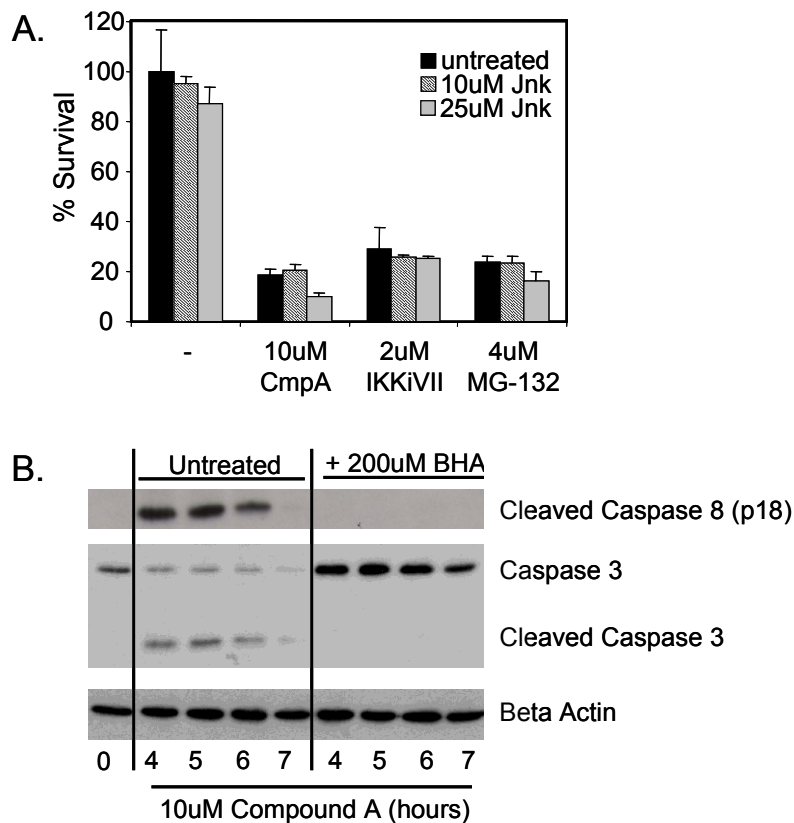 A.
120
100
80
60
40
20
0
% Survival
untreated
10uM Jnk
25uM Jnk
-
10uM
CmpA
2uM
IKKiVII
4uM
MG-132
B.
Untreated
+ 200uM BHA
Cleaved Caspase 8 (p18)
Caspase 3
Cleaved Caspase 3
Beta Actin
0 4 5 6 7 4 5 6 7
10uM Compound A (hours)